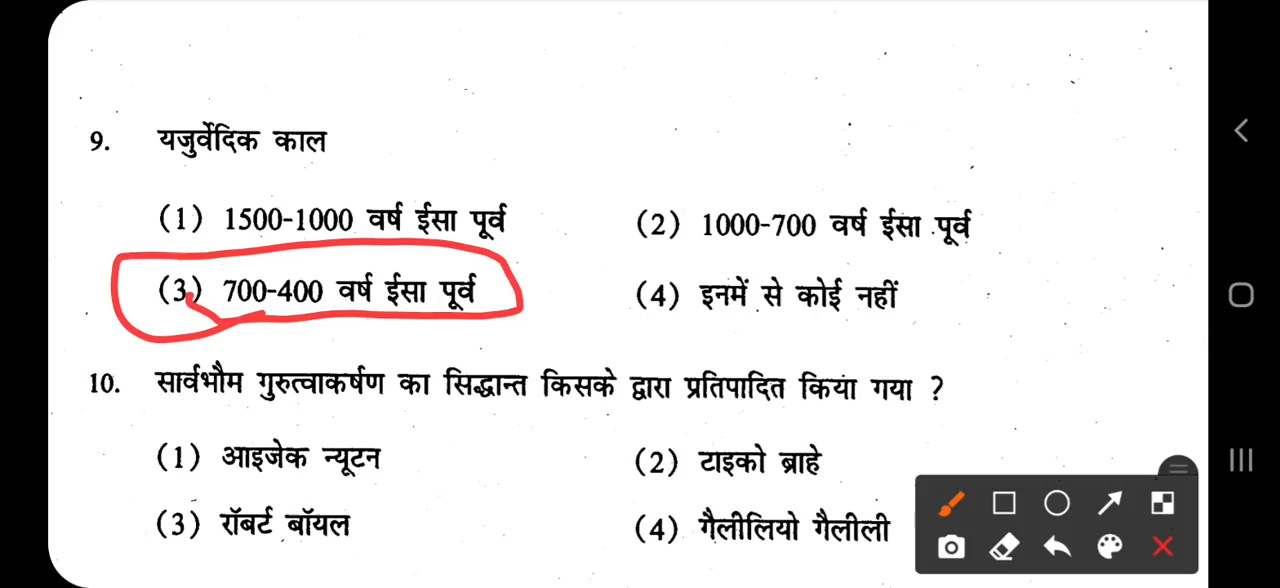 9. यजुर्वेदिक काल
(1) 1500-1000 वर्ष ईसा पूर्व (2) 1000-700 वर्ष ईसा पूर्व
(3) 700-400 वर्ष ईसा पूर्व (4) इनमें से कोई नहीं
10. सार्वभौम गुरुत्वाकर्षण का सिद्धान्त किसके द्वारा प्रतिपादित किया गया ?
(1) आइजेक न्यूटन (2) टाइको ब्राहे
(3) रॉबर्ट बॉयल (4) गैलीलियो गैलीली